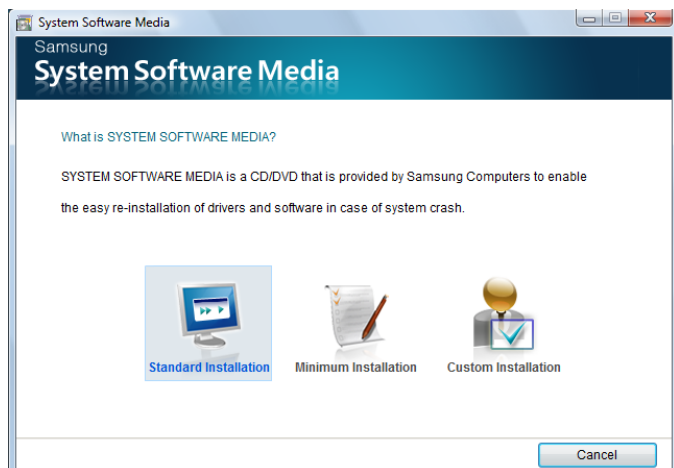 System Software Media
Samsung
System Software Media
What is SYSTEM SOFTWARE MEDIA?
SYSTEM SOFTWARE MEDIA is a CD/DVD that is provided by Samsung Computers to enable
the easy re-installation of drivers and software in case of system crash.
Standard Installation
Minimum Installation
Custom Installation
Cancel